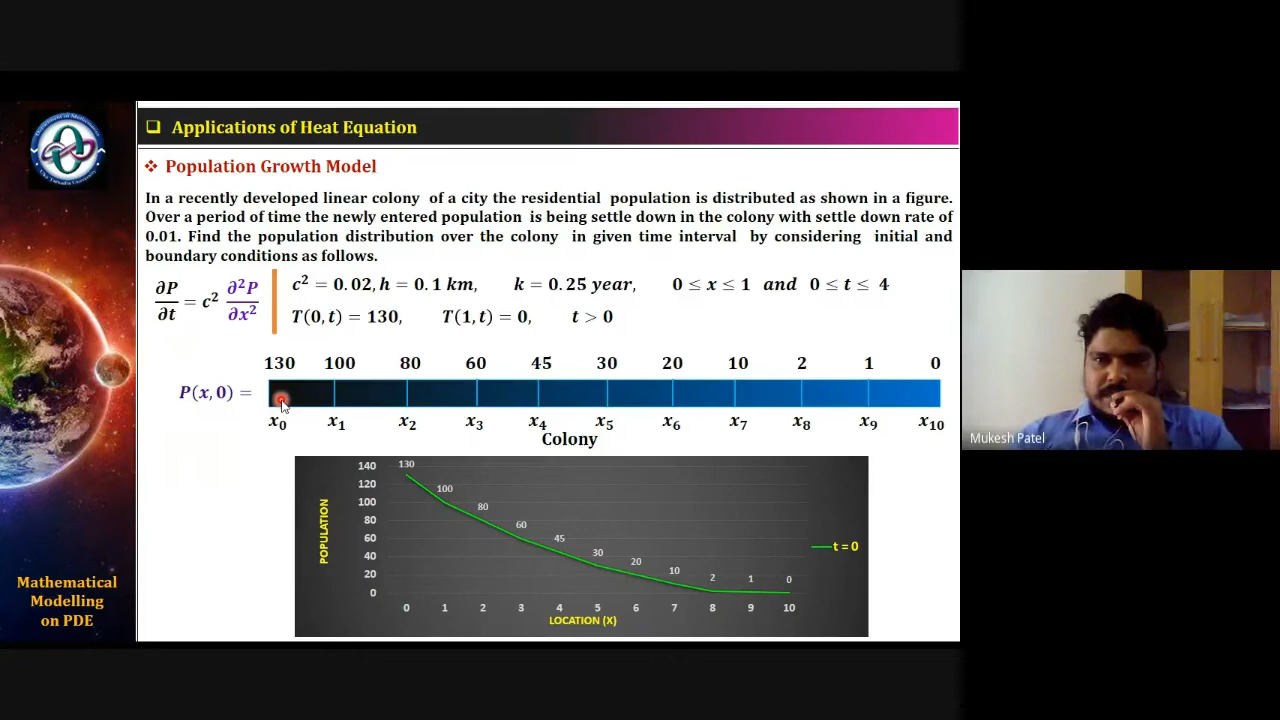 ❑ Applications of Heat Equation
❖ Population Growth Model
In a recently developed linear colony of a city the residential population is distributed as shown in a figure.
Over a period of time the newly entered population is being settle down in the colony with settle down rate of
0.01. Find the population distribution over the colony in given time interval by considering initial and
boundary conditions as follows.
∂P/∂t = c² ∂²P/∂x²
c² = 0.02, h = 0.1 km, k = 0.25 year, 0 ≤ x ≤ 1 and 0 ≤ t ≤ 4
T(0, t) = 130, T(1, t) = 0, t > 0
130 100 80 60 45 30 20 10 2 1 0
P(x, 0) =
x₀ x₁ x₂ x₃ x₄ x₅ x₆ x₇ x₈ x₉ x₁₀
Colony
POPULATION
140
120
100
80
60
40
20
0
130 100 80 60 45 30 20 10 2 1 0
0 1 2 3 4 5 6 7 8 9 10
LOCATION (X)
t = 0
Mathematical
Modelling
on PDE
Mukesh Patel